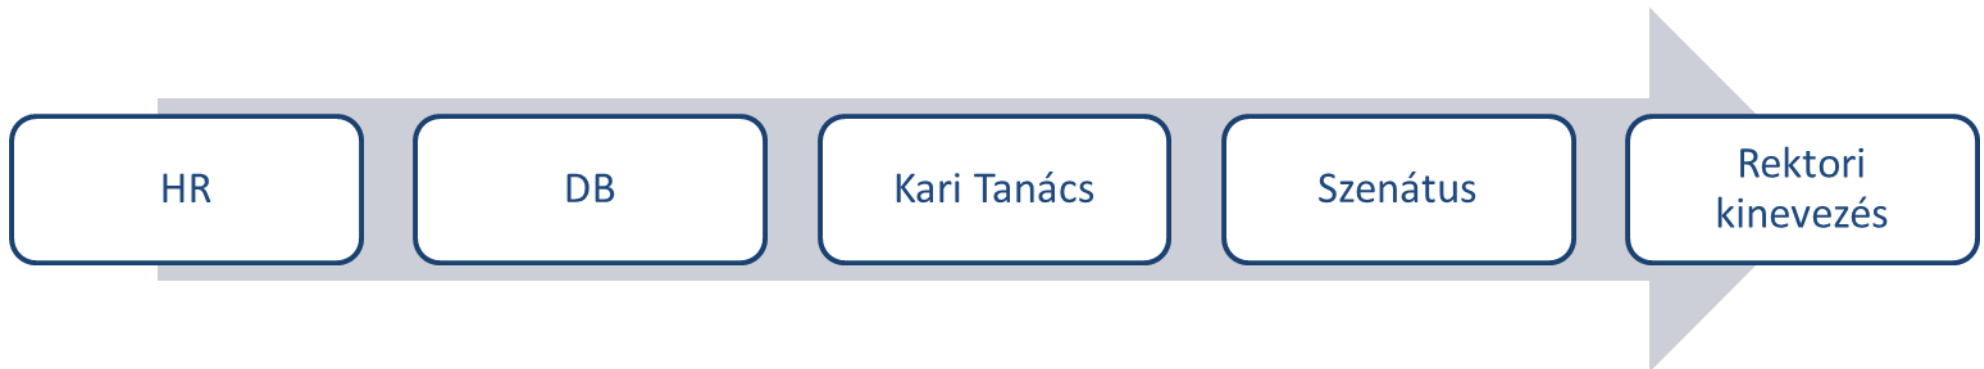 HR
DB
Kari Tanács
Szenátus
Rektori
kinevezés